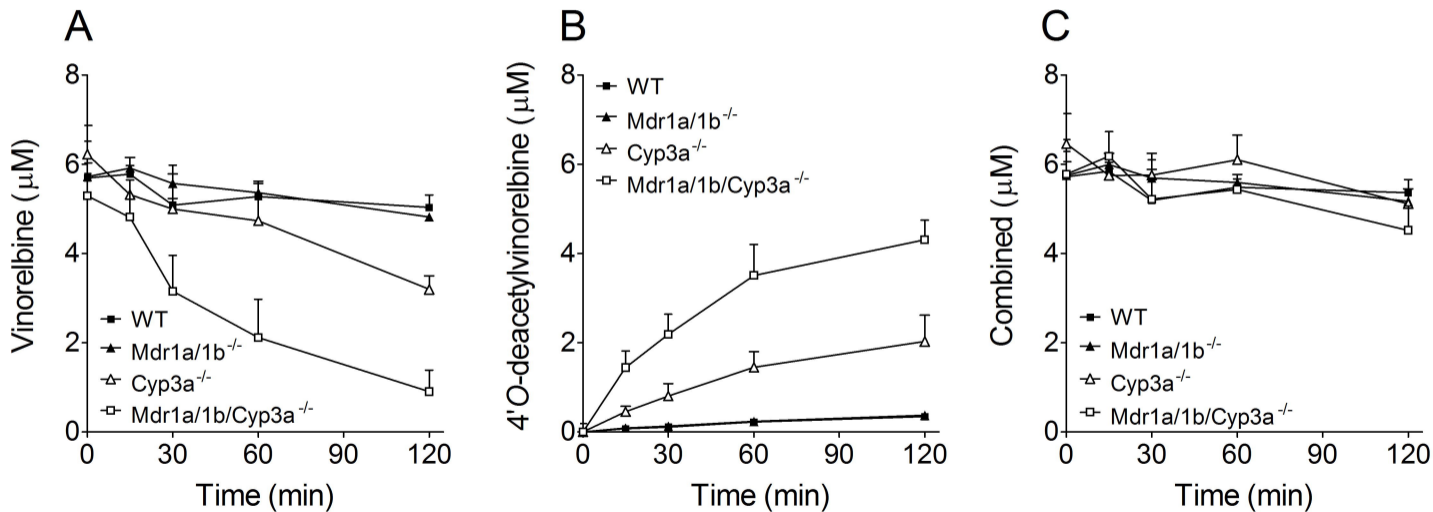 A
8
6
4
2
0
Vinorelbine (μM)
WT
Mdr1a/1b-/-
Cyp3a-/-
Mdr1a/1b/Cyp3a-/-
0 30 60 90 120
Time (min)
B
8
6
4
2
0
4'O-deacetylvinorelbine (μM)
WT
Mdr1a/1b-/-
Cyp3a-/-
Mdr1a/1b/Cyp3a-/-
0 30 60 90 120
Time (min)
C
8
6
4
2
0
Combined (μM)
WT
Mdr1a/1b-/-
Cyp3a-/-
Mdr1a/1b/Cyp3a-/-
0 30 60 90 120
Time (min)